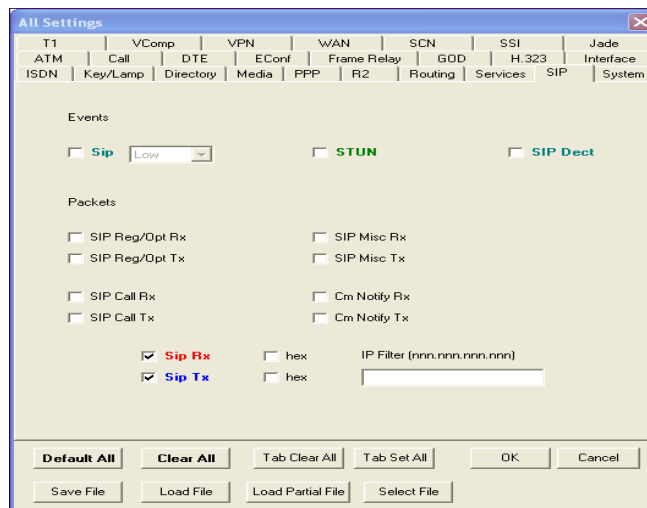 All Settings
T1 VComp VPN WAN SCN SSI Jade
ATM Call DTE EConf Frame Relay GOD H.323 Interface
ISDN Key/Lamp Directory Media PPP R2 Routing Services SIP System
Events
Sip Low STUN SIP Dect
Packets
SIP Reg/Opt Rx SIP Misc Rx
SIP Reg/Opt Tx SIP Misc Tx
SIP Call Rx Cm Notify Rx
SIP Call Tx Cm Notify Tx
Sip Rx hex IP Filter (nnn.nnn.nnn.nnn)
Sip Tx hex
Default All Clear All Tab Clear All Tab Set All OK Cancel
Save File Load File Load Partial File Select File